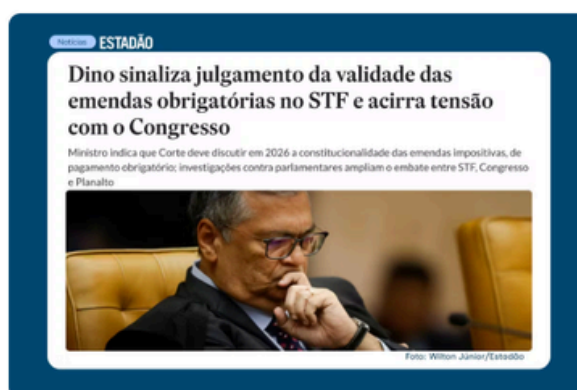 Notícias ESTADÃO
Dino sinaliza julgamento da validade das
emendas obrigatórias no STF e acirra tensão
com o Congresso
Ministro indica que Corte deve discutir em 2026 a constitucionalidade das emendas impositivas, de
pagamento obrigatório; investigações contra parlamentares ampliam o embate entre STF, Congresso
e Planalto
Foto: Wilton Júnior/Estadão